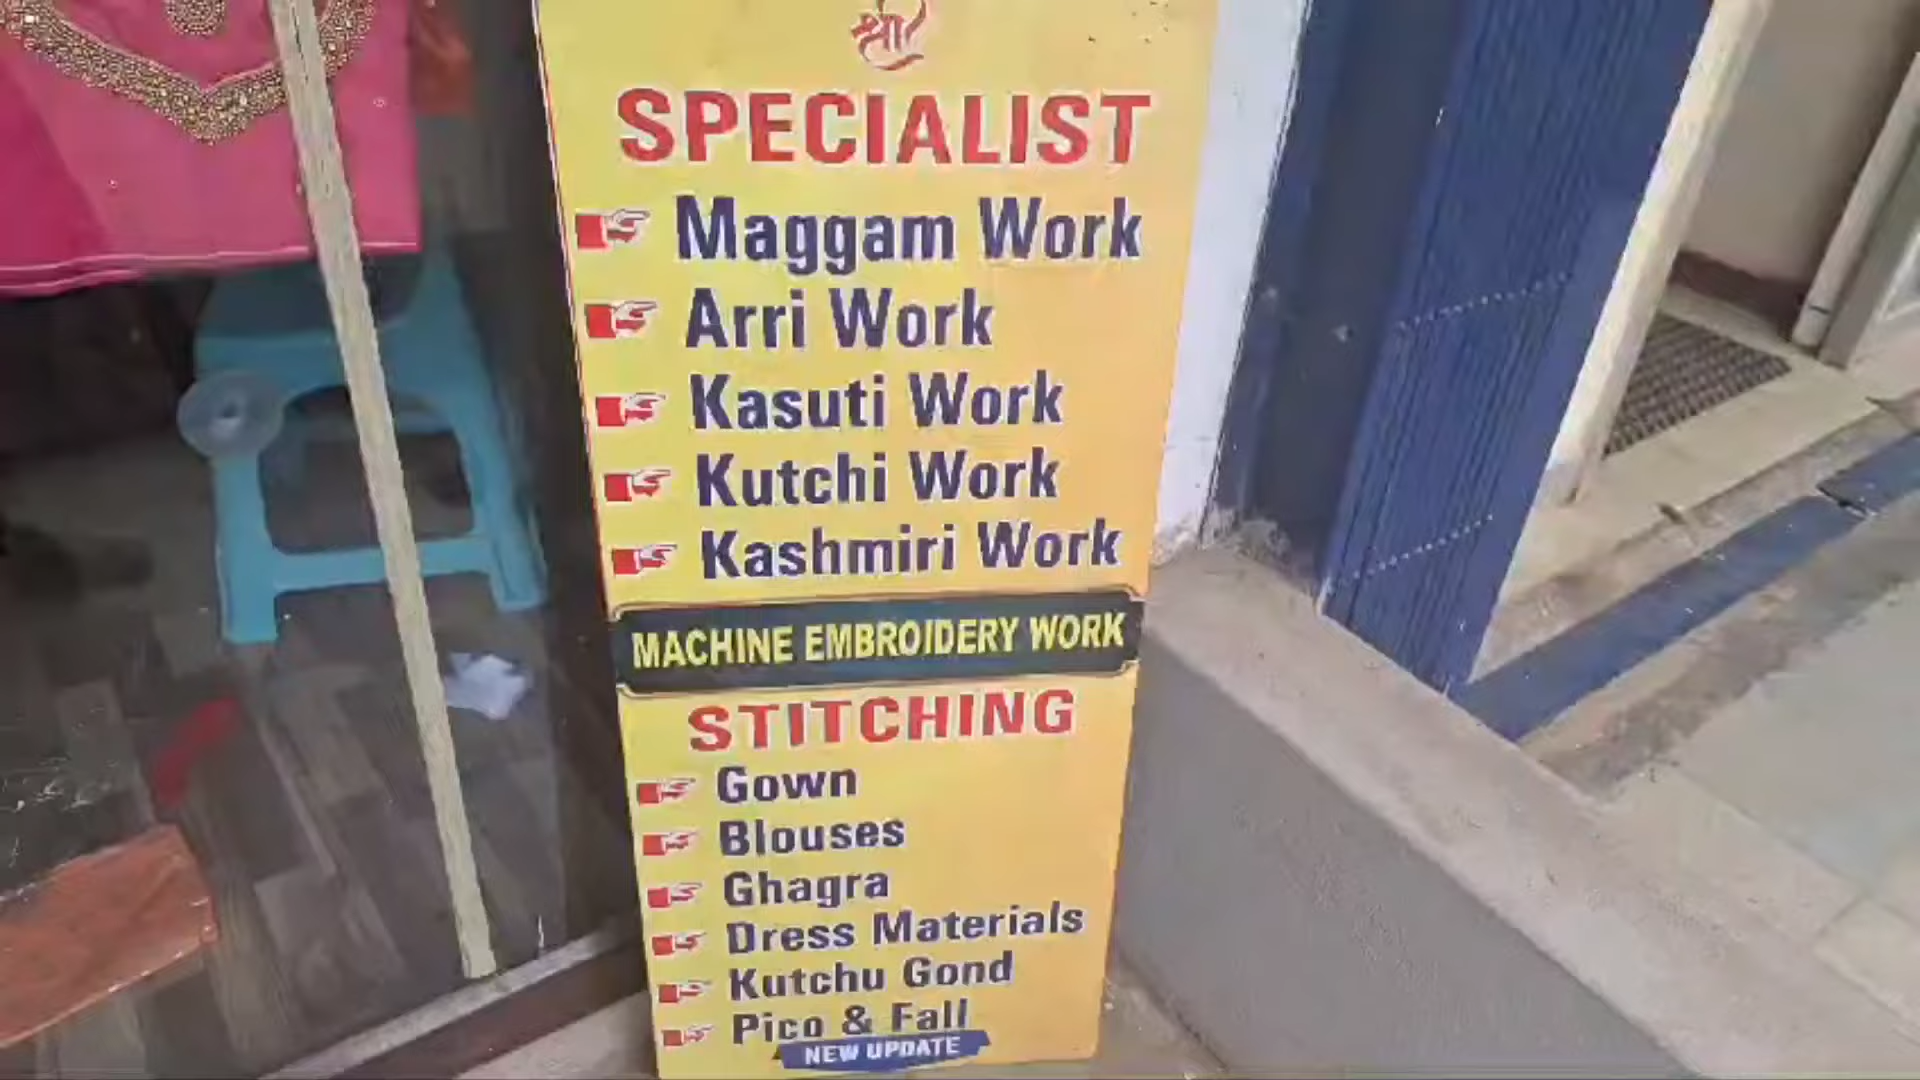 श्री
SPECIALIST
Maggam Work
Arri Work
Kasuti Work
Kutchi Work
Kashmiri Work
MACHINE EMBROIDERY WORK
STITCHING
Gown
Blouses
Ghagra
Dress Materials
Kutchu Gond
Pico & Fall
NEW UPDATE